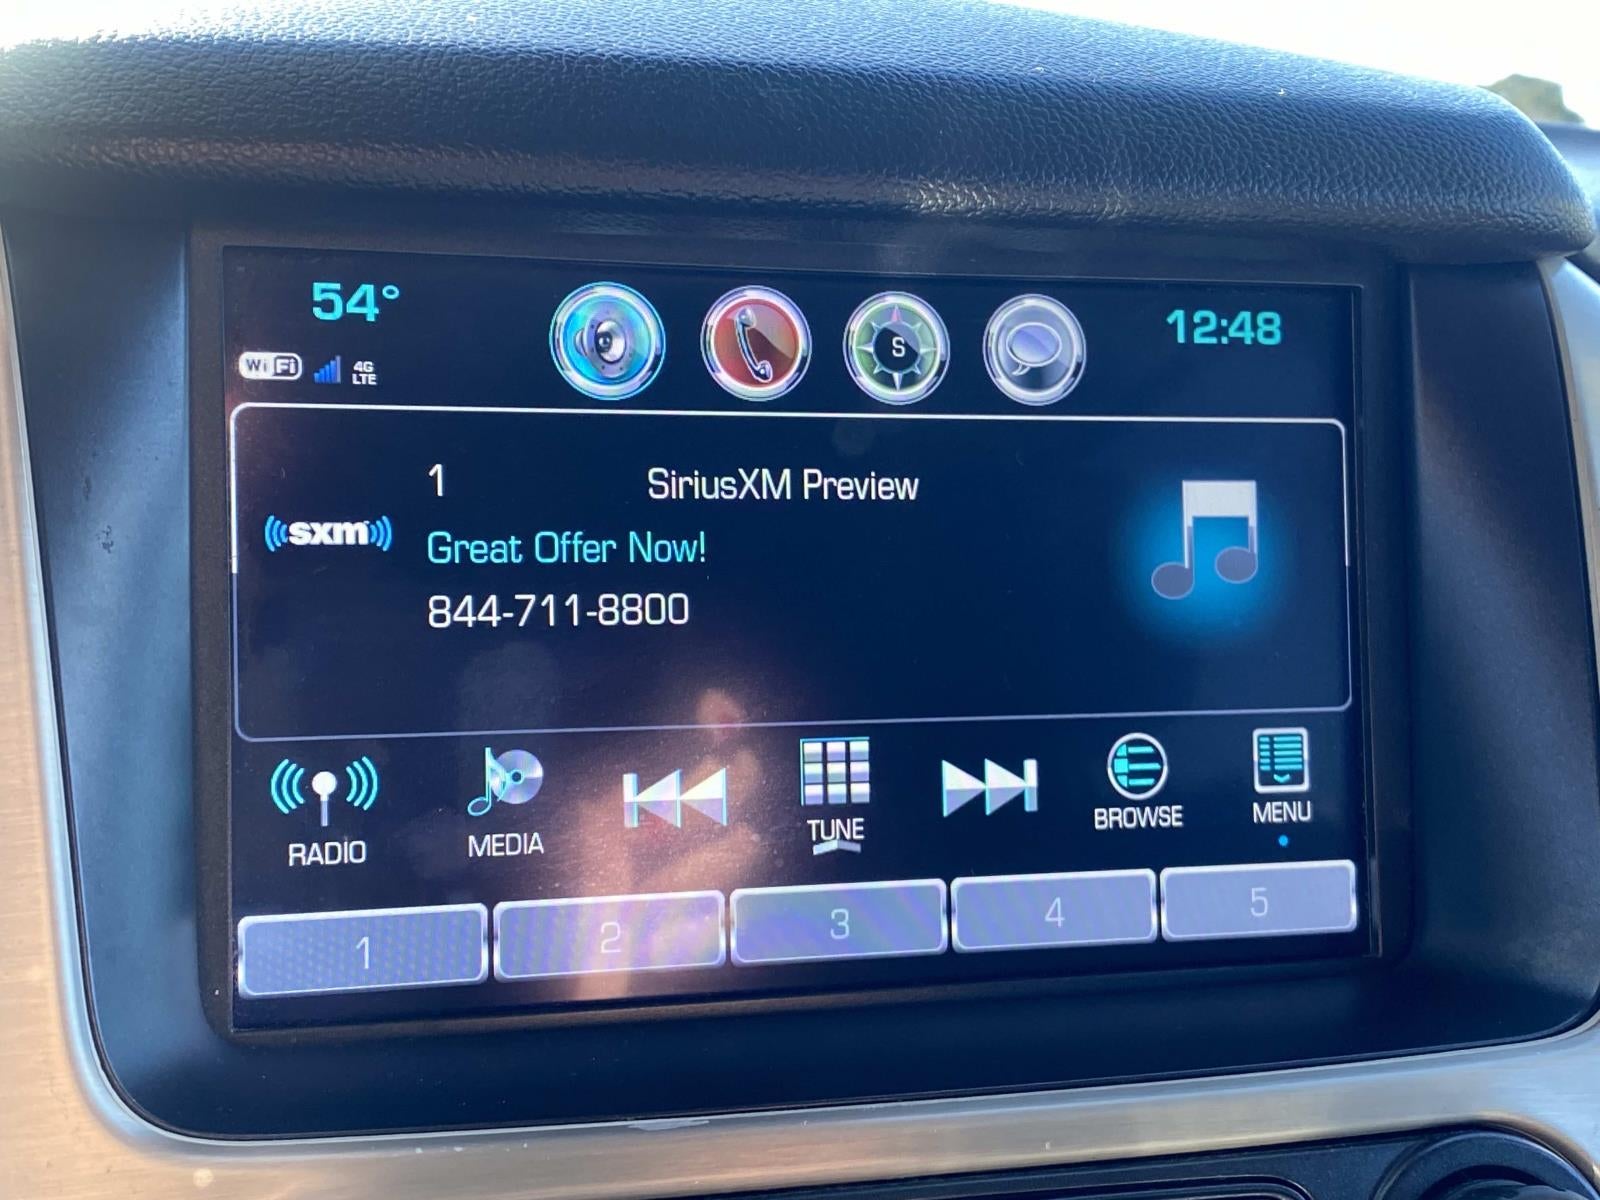 54° 12:48
WiFi 4G LTE
S
1 SiriusXM Preview
((sxm))
Great Offer Now!
844-711-8800
RADIO MEDIA TUNE BROWSE MENU
1 2 3 4 5